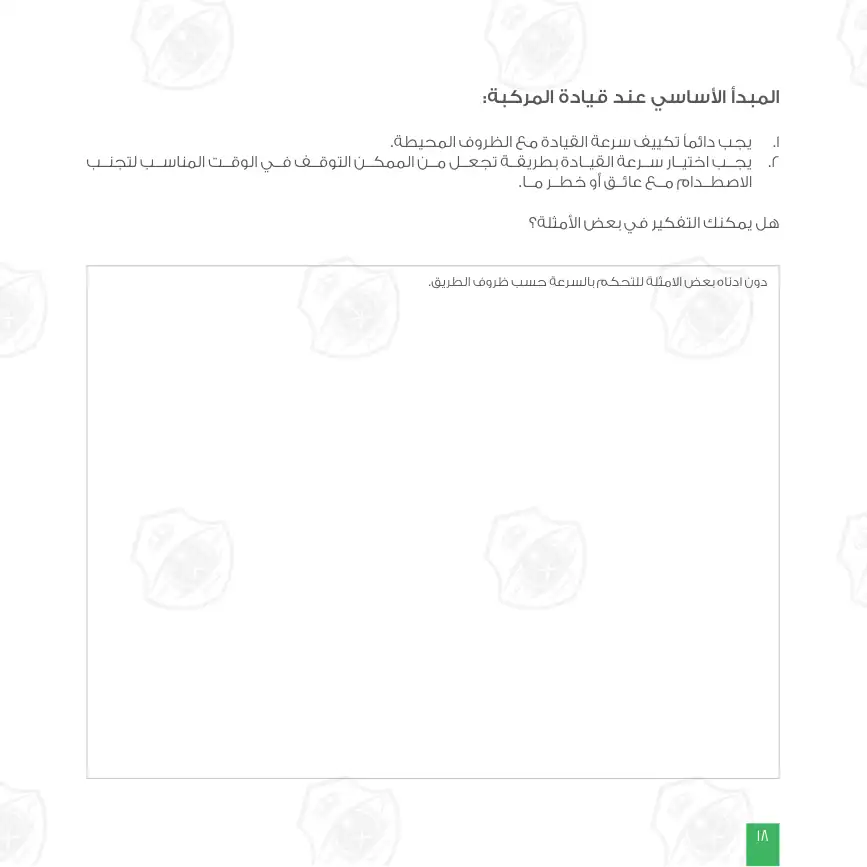 المبدأ الأساسي عند قيادة المركبة:
١. يجب دائماً تكييف سرعة القيادة مع الظروف المحيطة.
٢. يجب اختيار سرعة القيادة بطريقة تجعل من الممكن التوقف في الوقت المناسب لتجنب
الاصطدام مع عائق أو خطر ما.
هل يمكنك التفكير في بعض الأمثلة؟
دون ادناه بعض الامثلة للتحكم بالسرعة حسب ظروف الطريق.
١٨